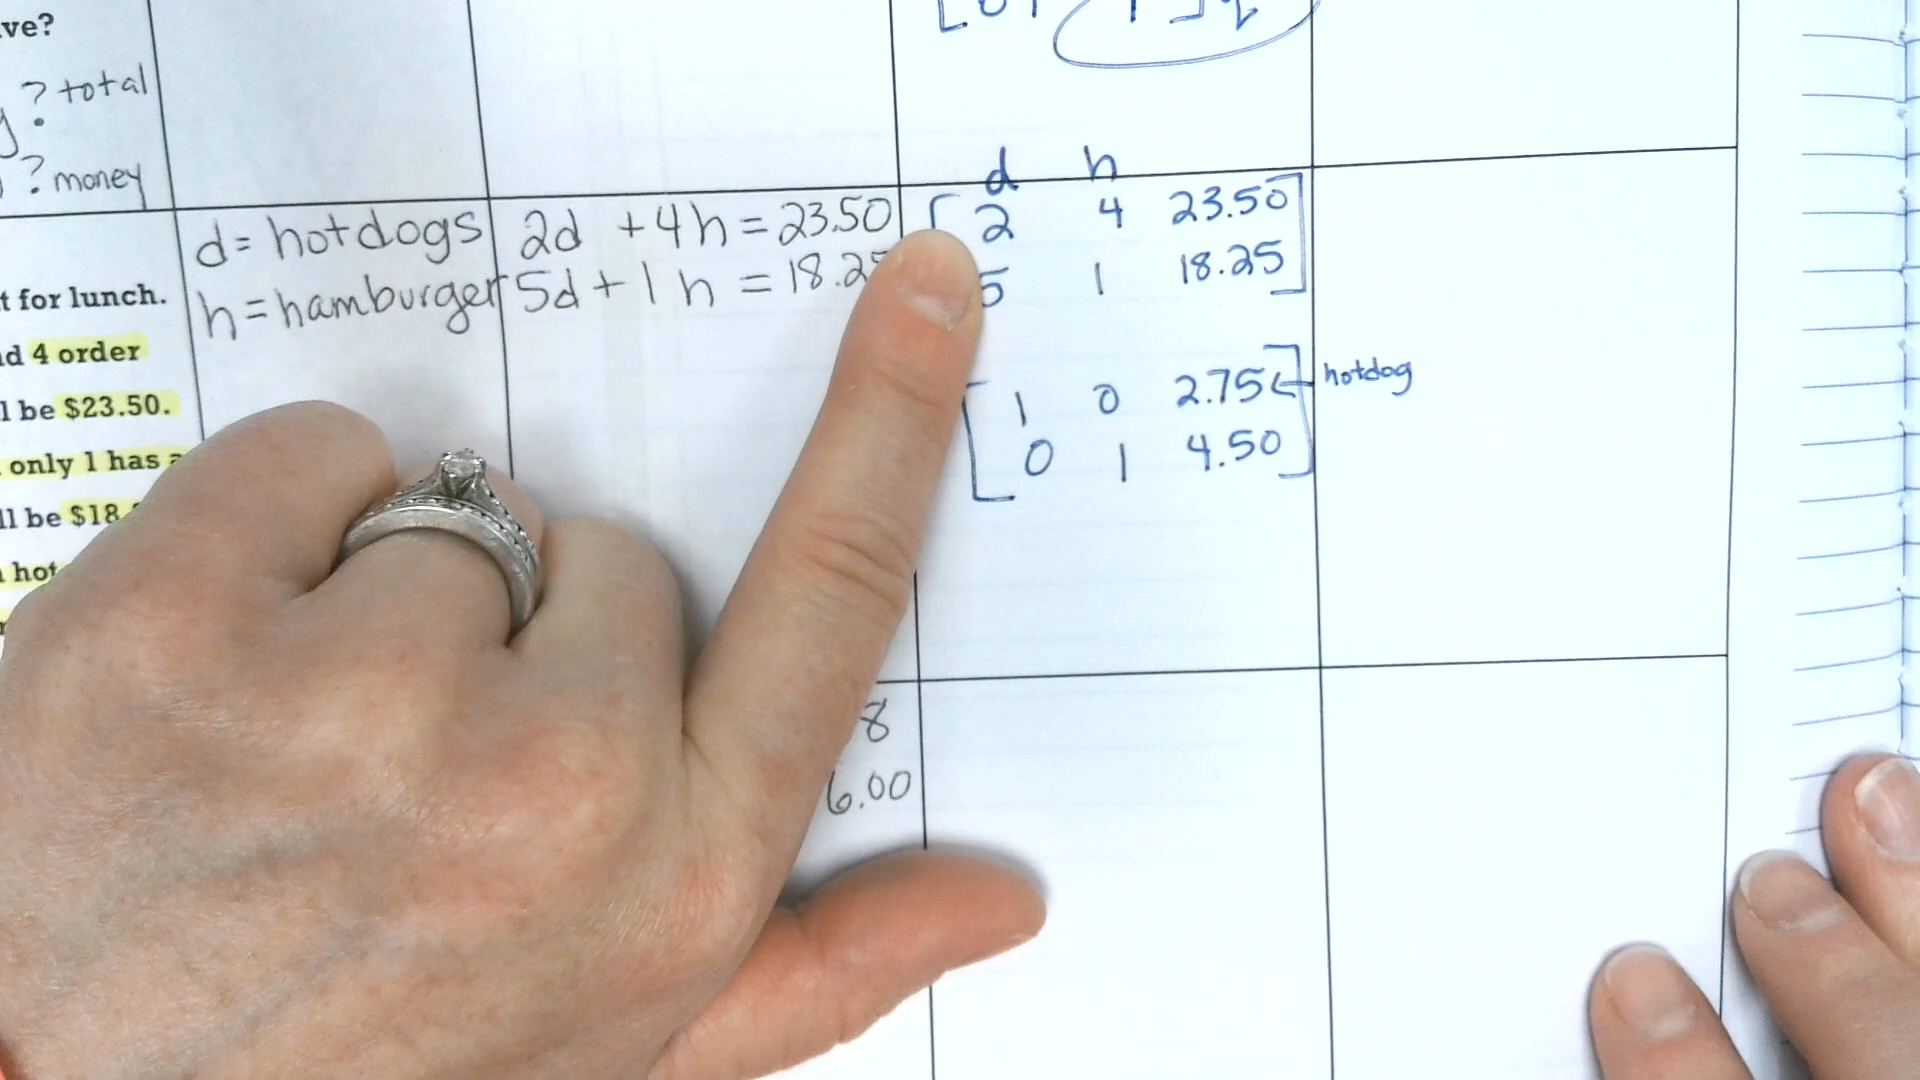 ve?
? total
? money
d h
d = hotdogs 2d + 4h = 23.50 [2 4 23.50]
h = hamburger 5d + 1h = 18.25 [5 1 18.25]
t for lunch.
d 4 order
l be $23.50.
only 1 has
ll be $18
hot
[1 0 2.75] ← hotdog
[0 1 4.50]
8
6.00